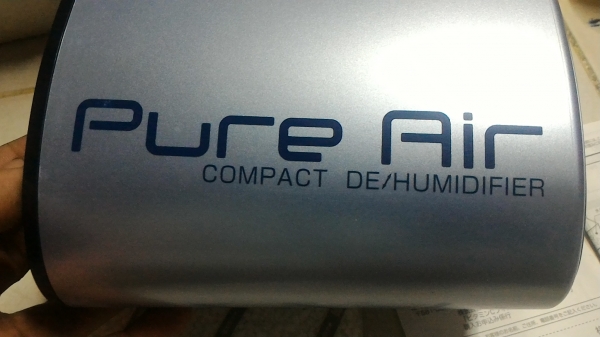 Pure Air
COMPACT DE/HUMIDIFIER